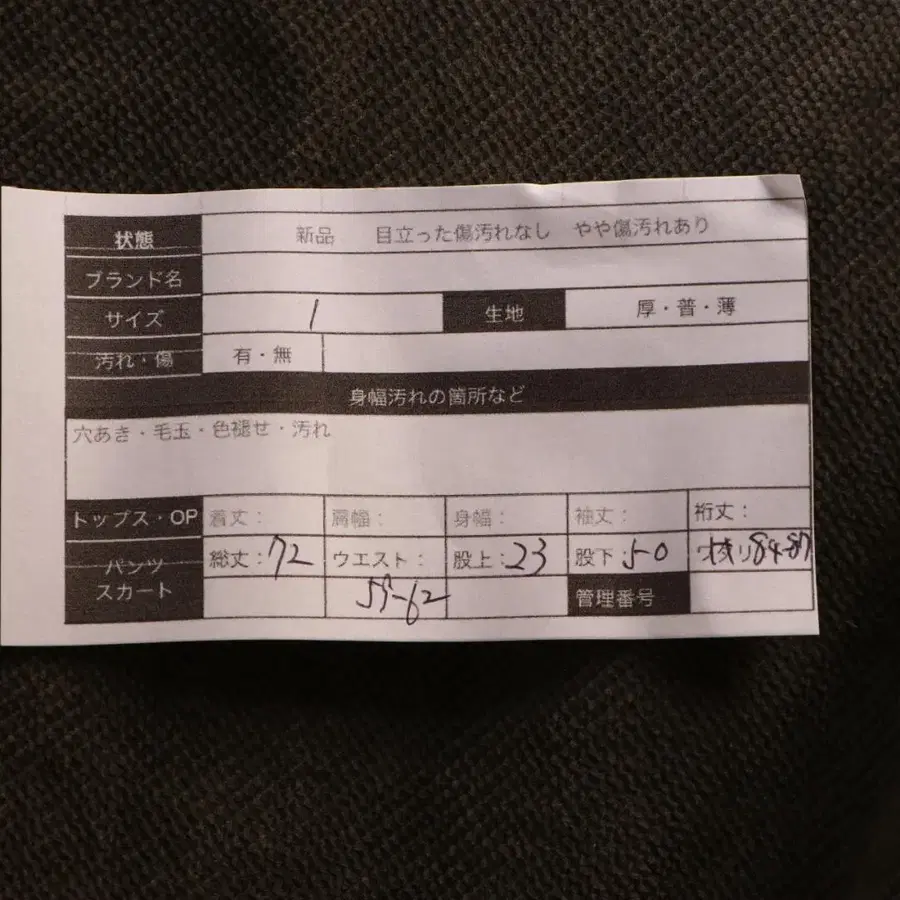 状態 新品 目立った傷汚れなし やや傷汚れあり
ブランド名
サイズ 1 生地 厚・普・薄
汚れ・傷 有・無
身幅汚れの箇所など
穴あき・毛玉・色褪せ・汚れ
トップス・OP 着丈: 肩幅: 身幅: 袖丈: 裄丈:
パンツ スカート 総丈:72 ウエスト: 股上:23 股下:50 84-87
59-62 管理番号